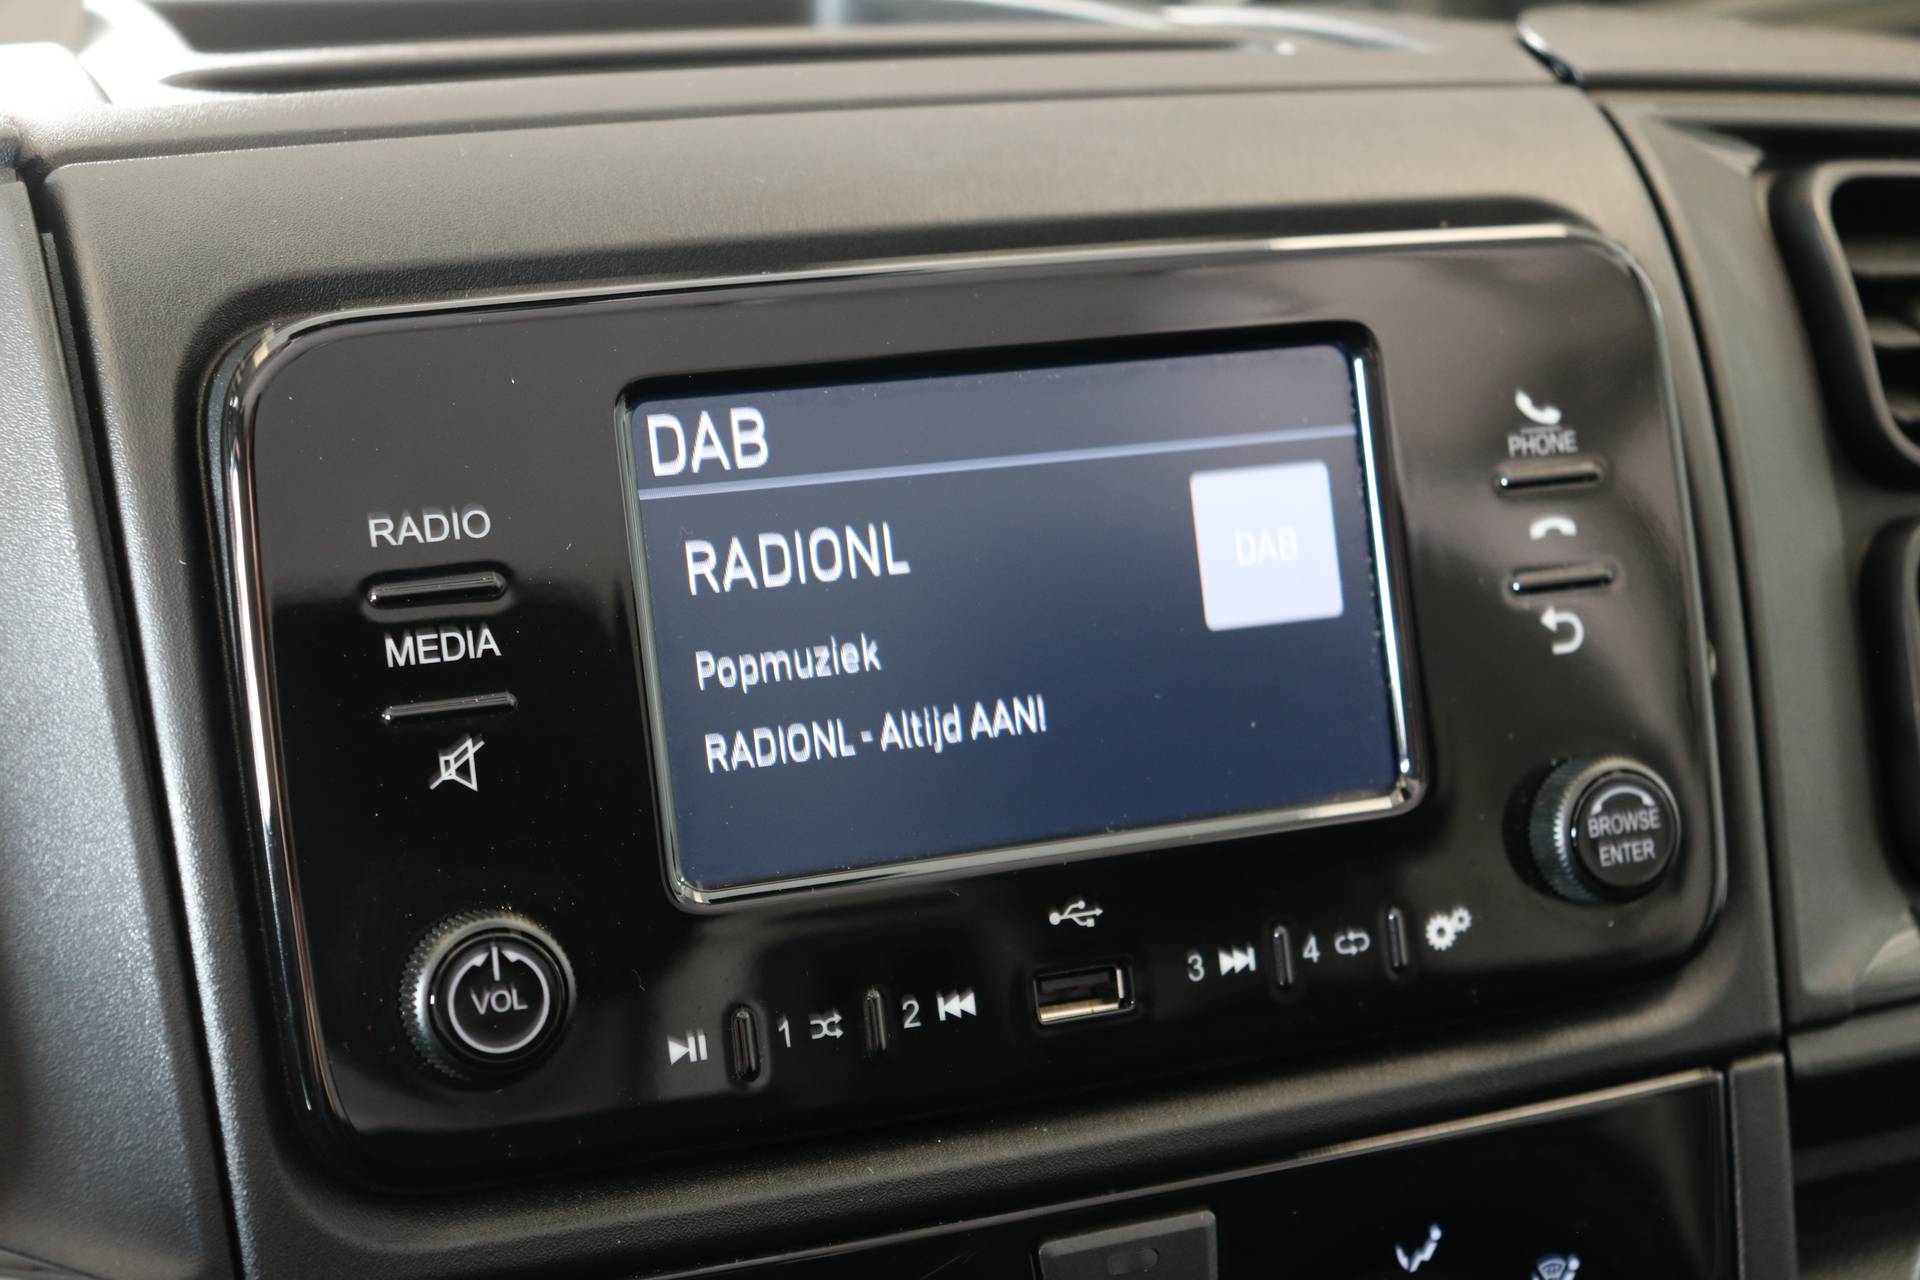 DAB
RADIONL
DAB
Popmuziek
RADIONL - Altijd AAN!
RADIO
MEDIA
VOL
1
2
3
4
PHONE
BROWSE
ENTER